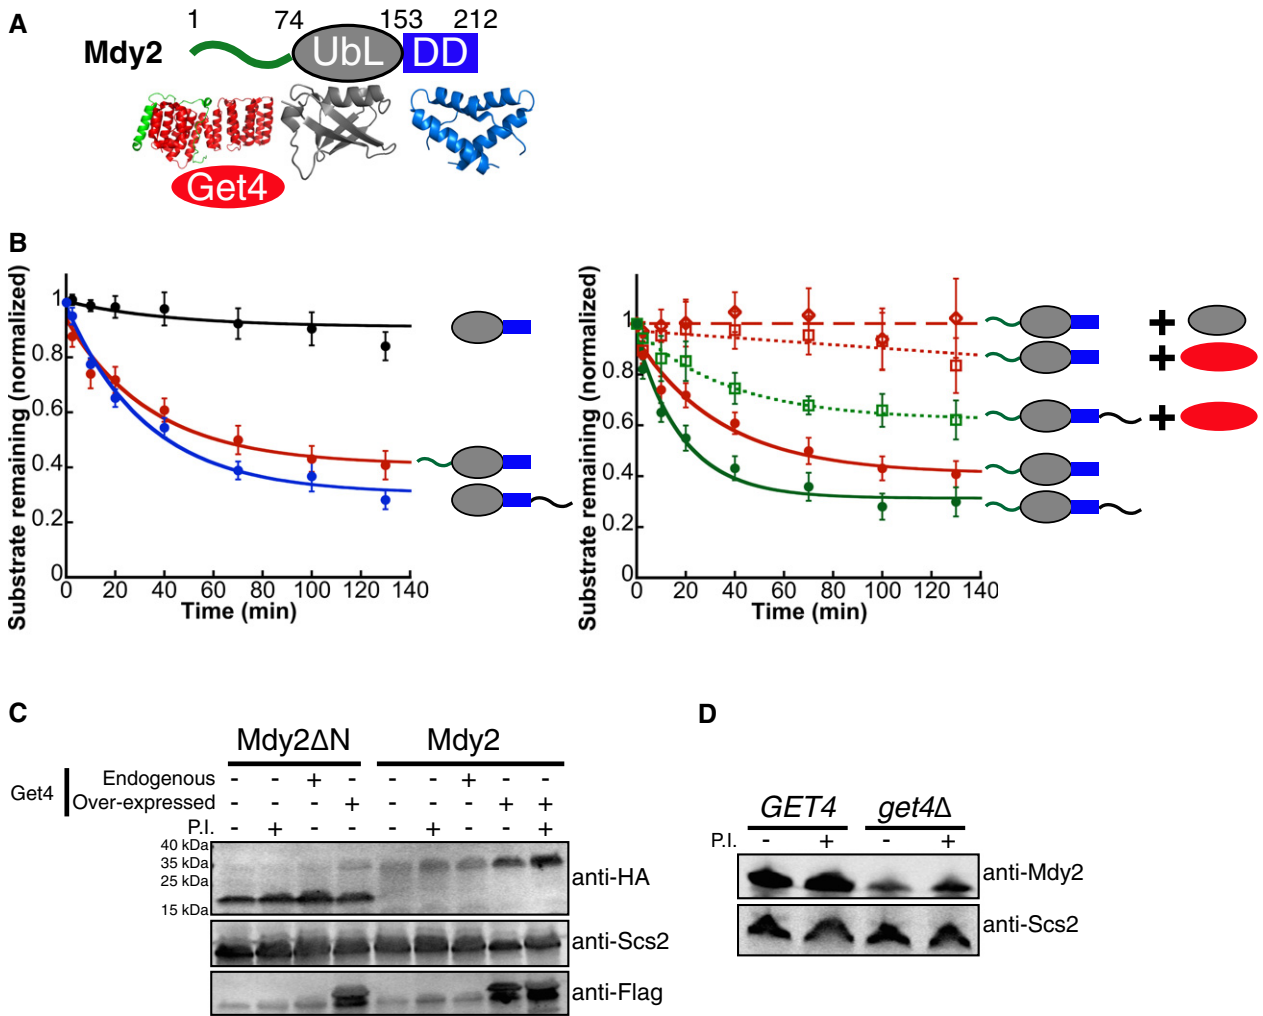 A
1 74 153 212
Mdy2 UbL DD
Get4
B
Substrate remaining (normalized)
1
0.8
0.6
0.4
0.2
0
0 20 40 60 80 100 120 140
Time (min)
Substrate remaining (normalized)
1
0.8
0.6
0.4
0.2
0
0 20 40 60 80 100 120 140
Time (min)
+
+
+
C
Mdy2ΔN Mdy2
Get4
Endogenous - - + - - - + - -
Over-expressed - - - + - - - + +
P.I. - + - - - + - - +
40 kDa
35 kDa
25 kDa
15 kDa
anti-HA
anti-Scs2
anti-Flag
D
GET4 get4Δ
P.I. - + - +
anti-Mdy2
anti-Scs2